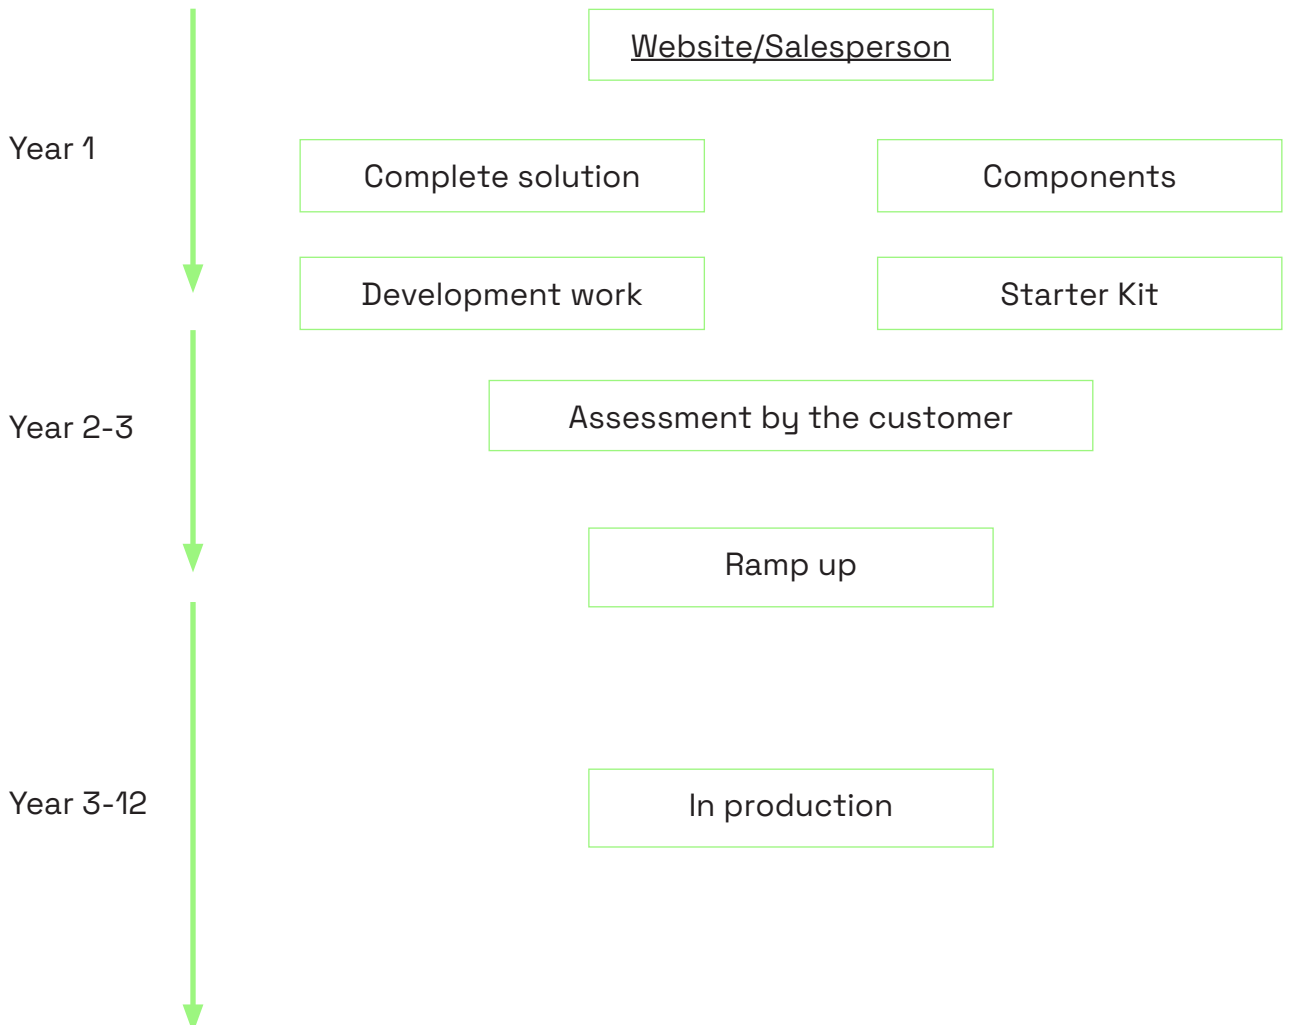 Website/Salesperson
Year 1
Complete solution
Components
Development work
Starter Kit
Assessment by the customer
Year 2-3
Ramp up
Year 3-12
In production